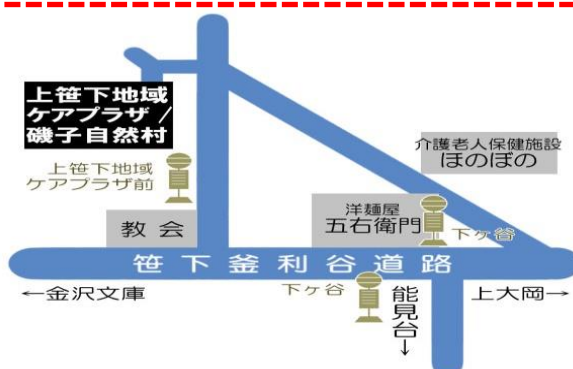 上笹下地域
ケアプラザ/
磯子自然村
上笹下地域
ケアプラザ前
介護老人保健施設
ほのぼの
教会
洋麺屋
五右衛門
下ヶ谷
笹下釜利谷道路
←金沢文庫
下ヶ谷
能見台→
上大岡→